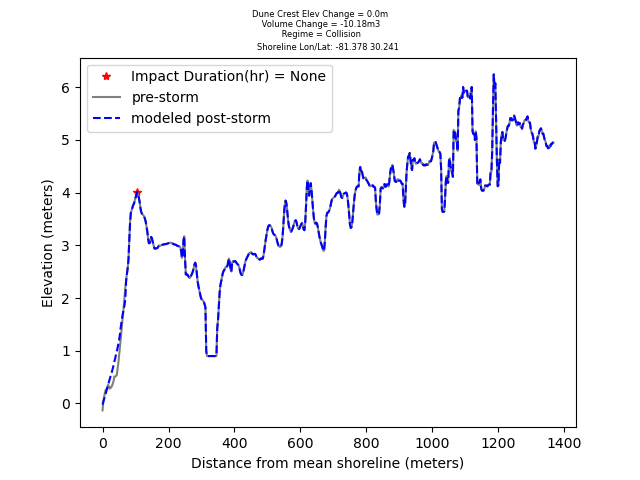 Dune Crest Elev Change = 0.0m
Volume Change = -10.18m3
Regime = Collision
Shoreline Lon/Lat: -81.378 30.241
Impact Duration(hr) = None
pre-storm
modeled post-storm
6
5
4
3
2
1
0
Elevation (meters)
0 200 400 600 800 1000 1200 1400
Distance from mean shoreline (meters)